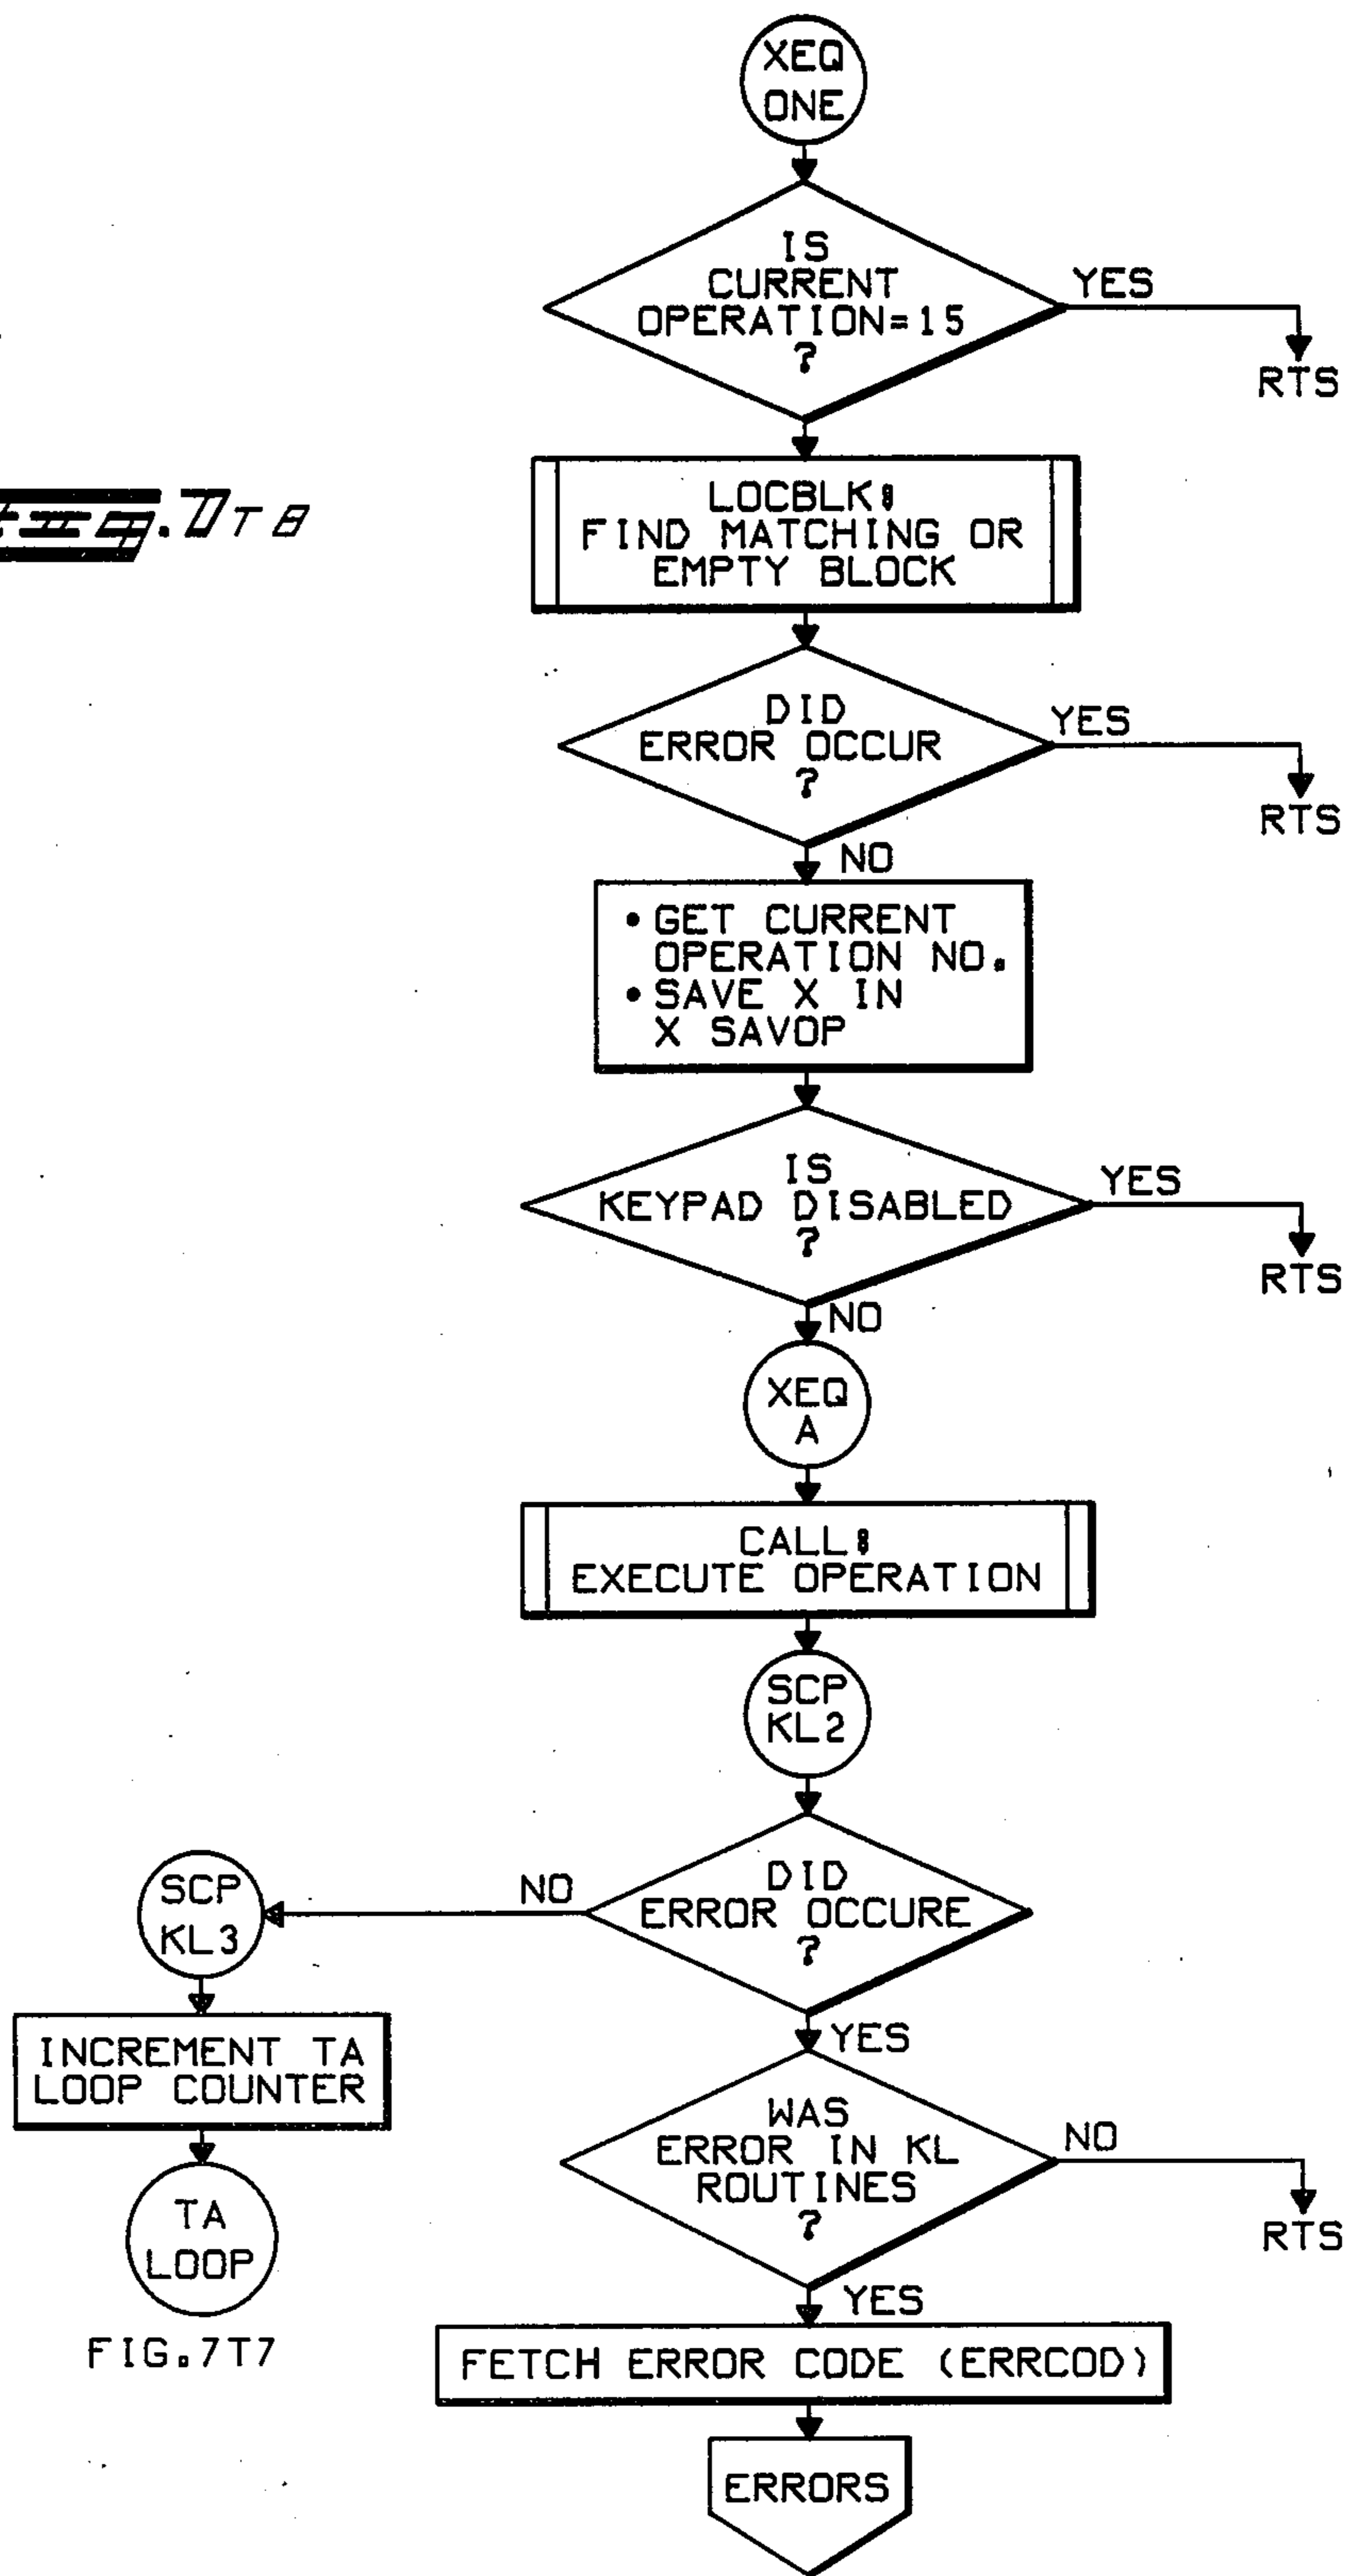 XEQ
ONE
IS
CURRENT
OPERATION=15
?
YES
RTS
Fig. 7T8
LOCBLK:
FIND MATCHING OR
EMPTY BLOCK
DID
ERROR OCCUR
?
YES
RTS
NO
• GET CURRENT
OPERATION NO.
• SAVE X IN
X SAVOP
IS
KEYPAD DISABLED
?
YES
RTS
NO
XEQ
A
CALL:
EXECUTE OPERATION
SCP
KL2
DID
ERROR OCCURE
?
NO
SCP
KL3
INCREMENT TA
LOOP COUNTER
TA
LOOP
FIG.7T7
YES
WAS
ERROR IN KL
ROUTINES
?
NO
RTS
YES
FETCH ERROR CODE (ERRCOD)
ERRORS